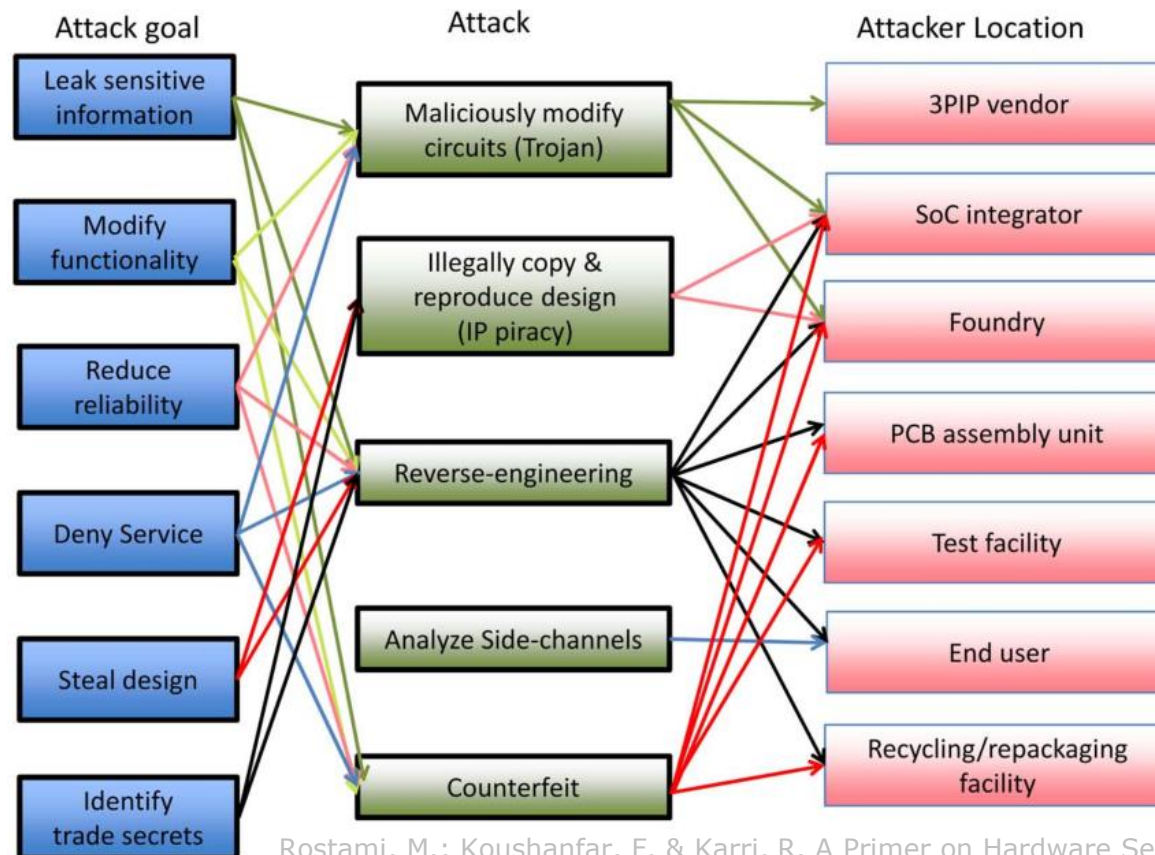 Attack goal
Attack
Attacker Location
Leak sensitive
information
Modify
functionality
Reduce
reliability
Deny Service
Steal design
Identify
trade secrets
Maliciously modify
circuits (Trojan)
Illegally copy &
reproduce design
(IP piracy)
Reverse-engineering
Analyze Side-channels
Counterfeit
3PIP vendor
SoC integrator
Foundry
PCB assembly unit
Test facility
End user
Recycling/repackaging
facility
Rostami, M.; Koushanfar, F. & Karri, R. A Primer on Hardware Se